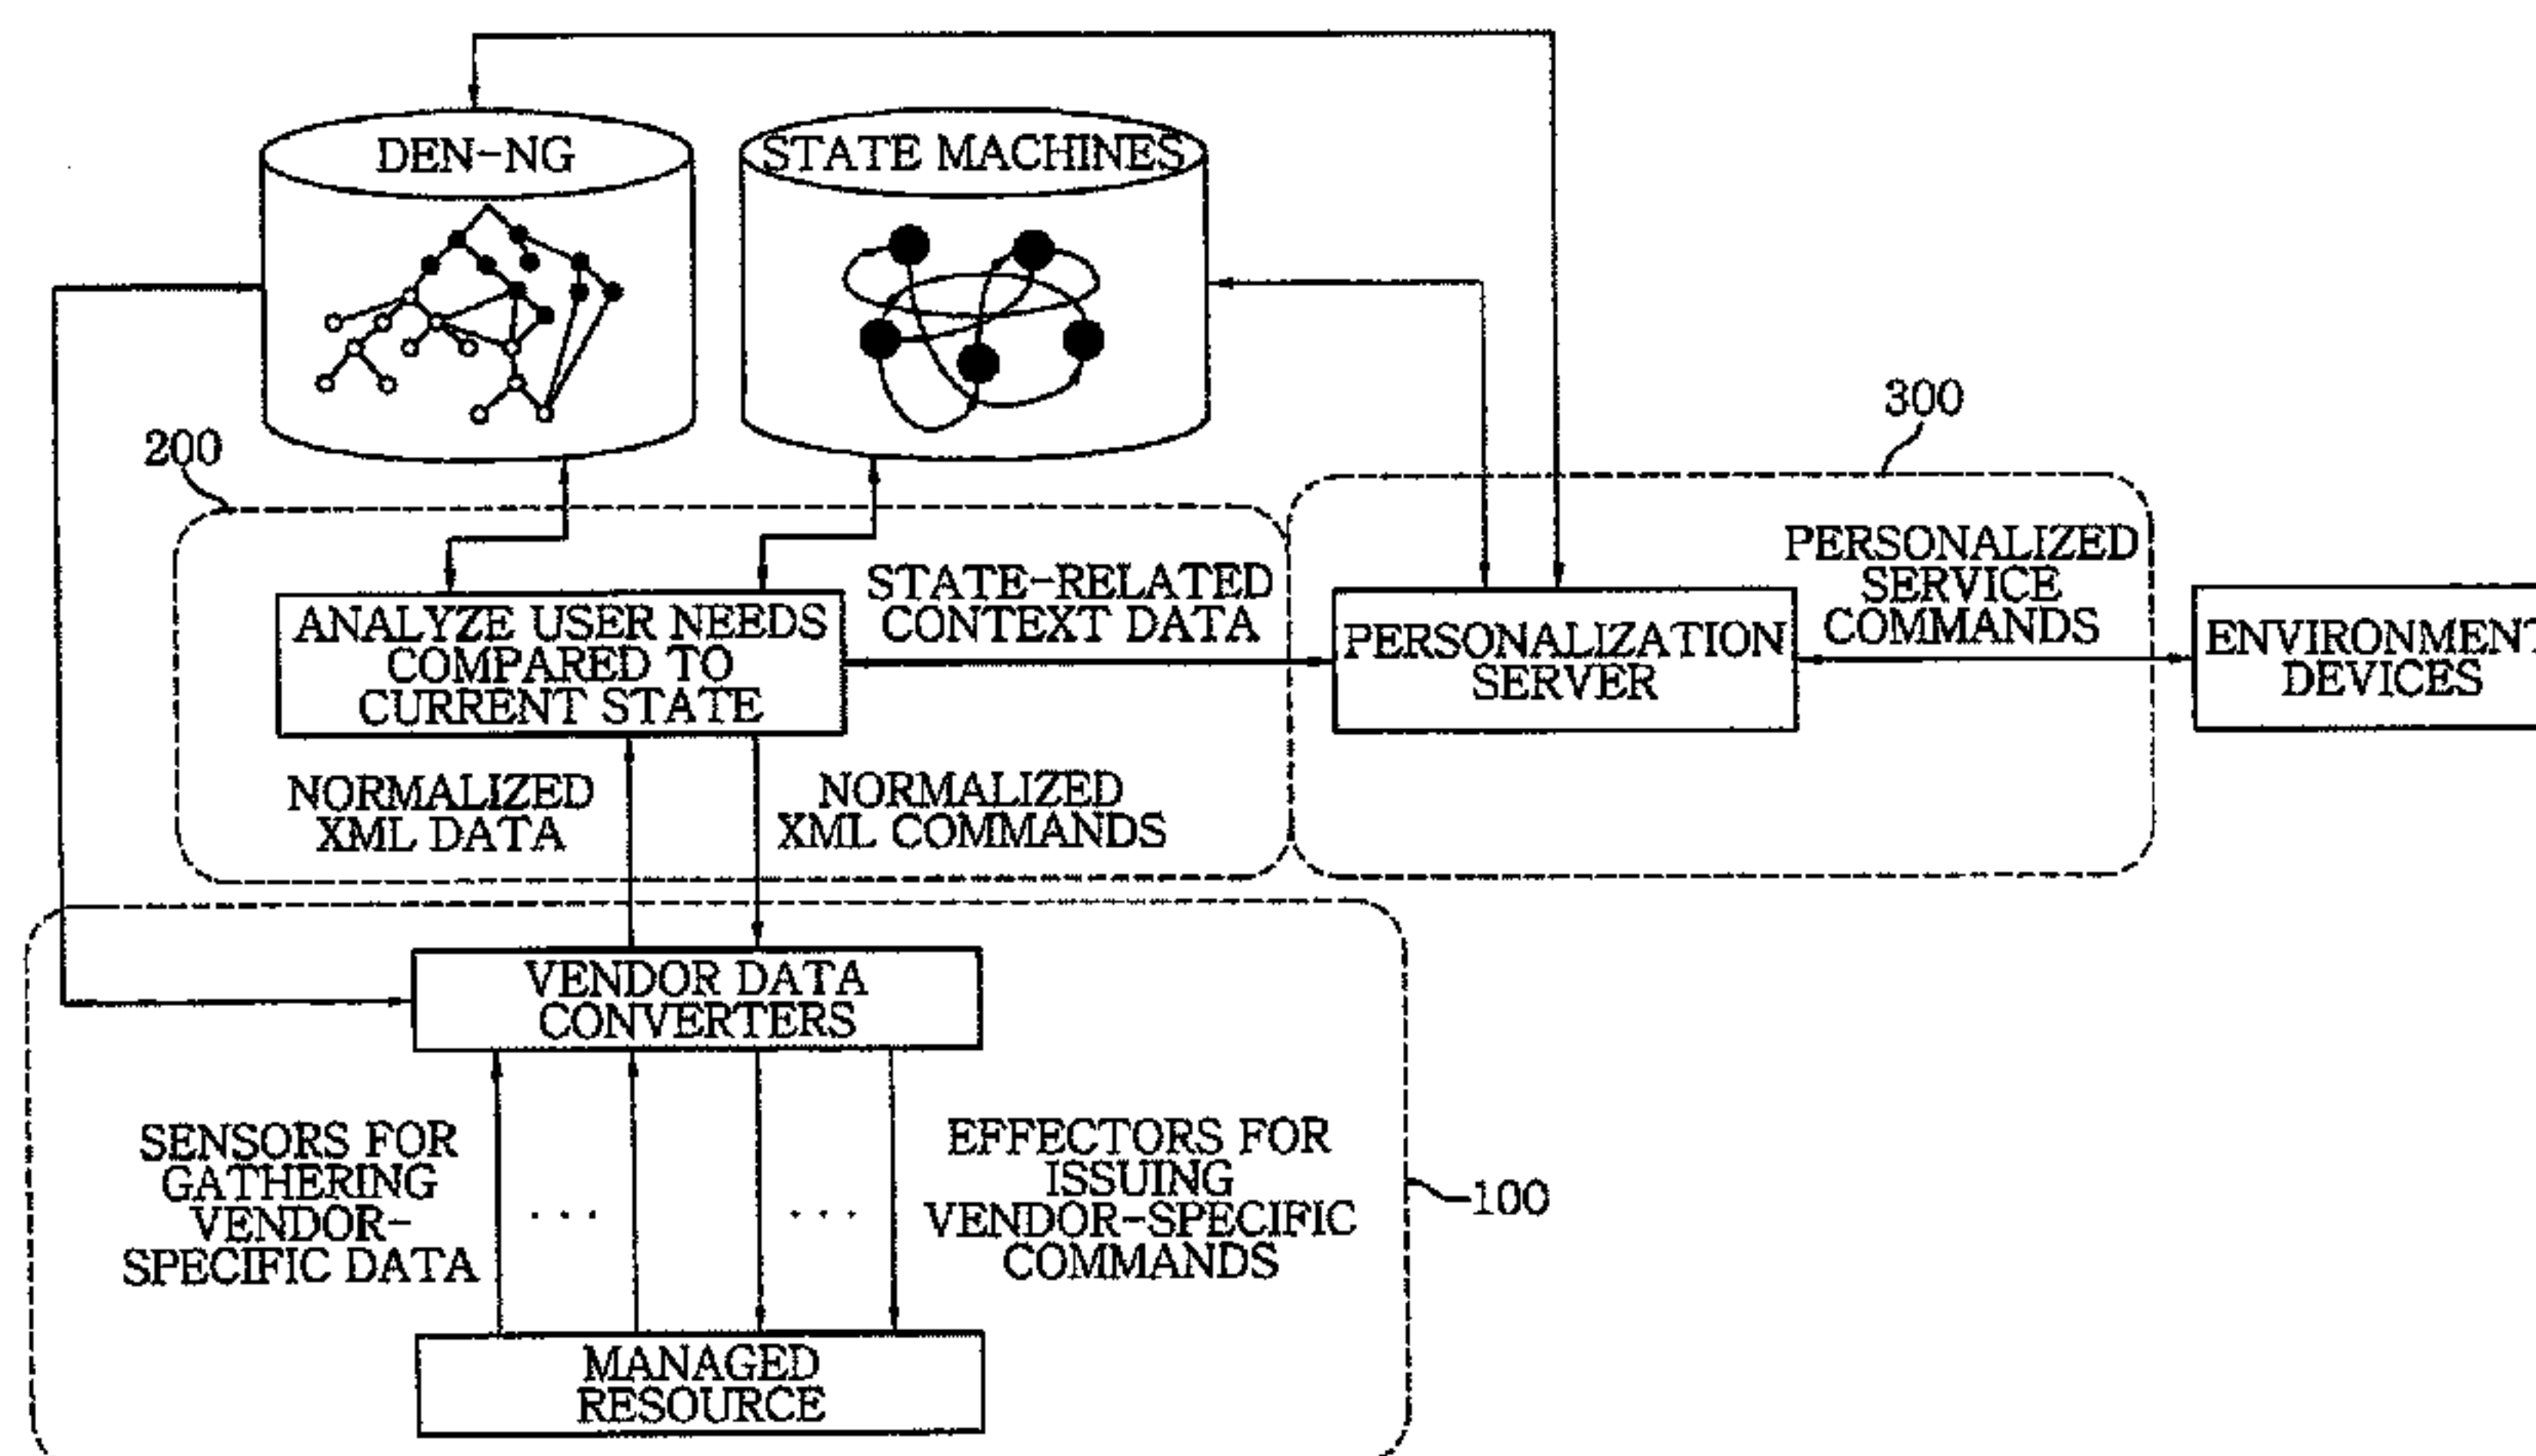 DEN-NG
STATE MACHINES
300
200
PERSONALIZED
SERVICE
COMMANDS
STATE-RELATED
CONTEXT DATA
ANALYZE USER NEEDS
COMPARED TO
CURRENT STATE
PERSONALIZATION
SERVER
ENVIRONMENT
DEVICES
NORMALIZED
XML DATA
NORMALIZED
XML COMMANDS
VENDOR DATA
CONVERTERS
SENSORS FOR
GATHERING
VENDOR-
SPECIFIC DATA
...
...
EFFECTORS FOR
ISSUING
VENDOR-SPECIFIC
COMMANDS
100
MANAGED
RESOURCE